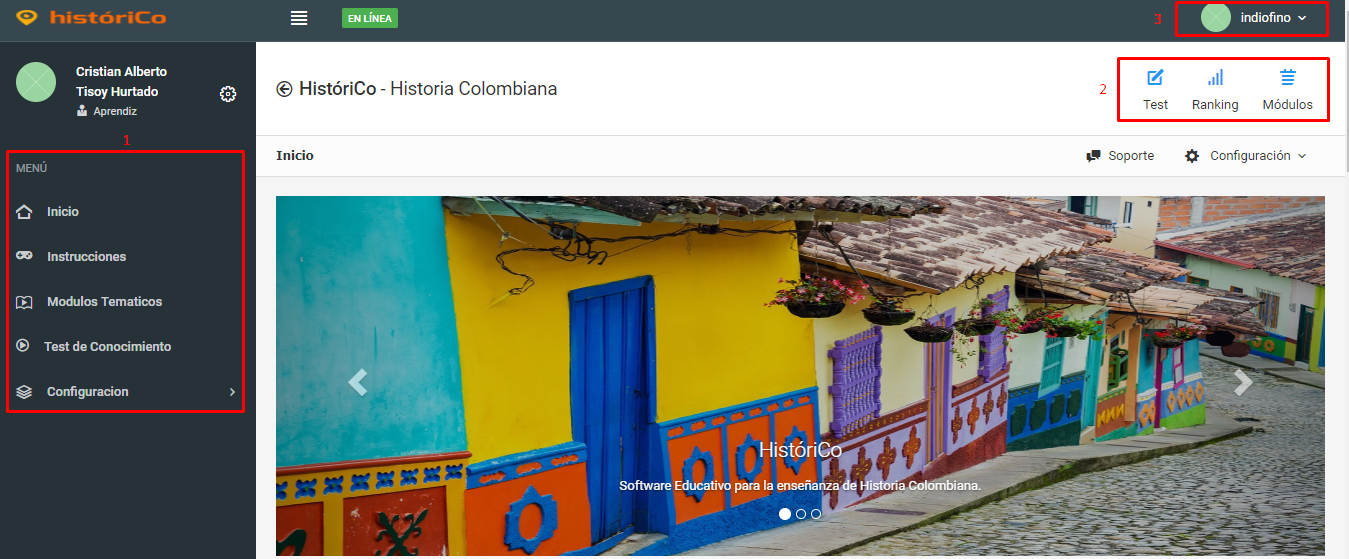 históriCo
EN LÍNEA
3
indiofino
Cristian Alberto
Tisoy Hurtado
Aprendiz
1
MENÚ
Inicio
Instrucciones
Modulos Tematicos
Test de Conocimiento
Configuracion
HistóriCo - Historia Colombiana
2
Test
Ranking
Módulos
Inicio
Soporte
Configuración
HistóriCo
Software Educativo para la enseñanza de Historia Colombiana.